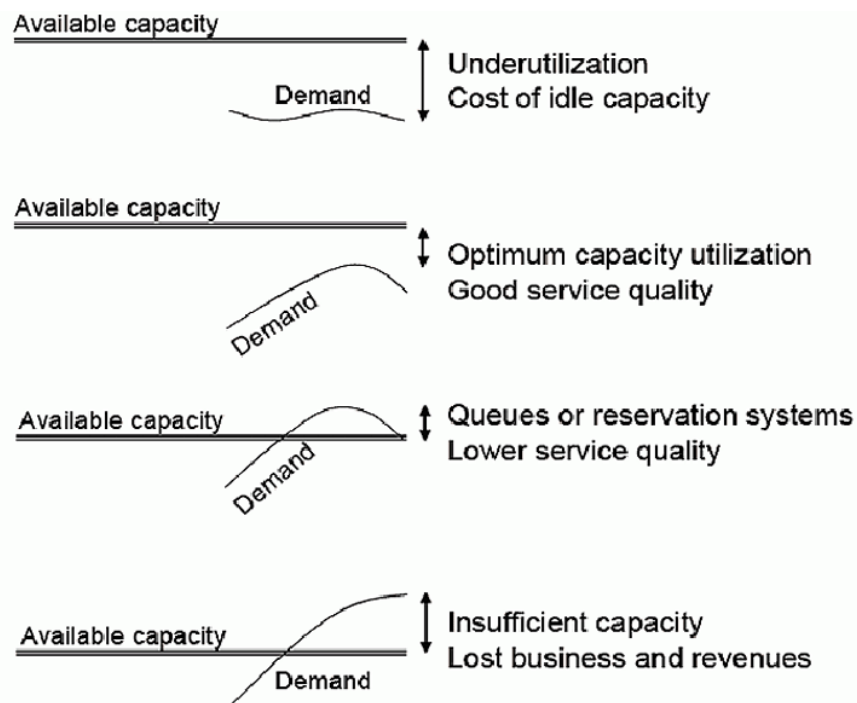 Available capacity
Demand
Underutilization
Cost of idle capacity
Available capacity
Demand
Optimum capacity utilization
Good service quality
Available capacity
Demand
Queues or reservation systems
Lower service quality
Available capacity
Demand
Insufficient capacity
Lost business and revenues